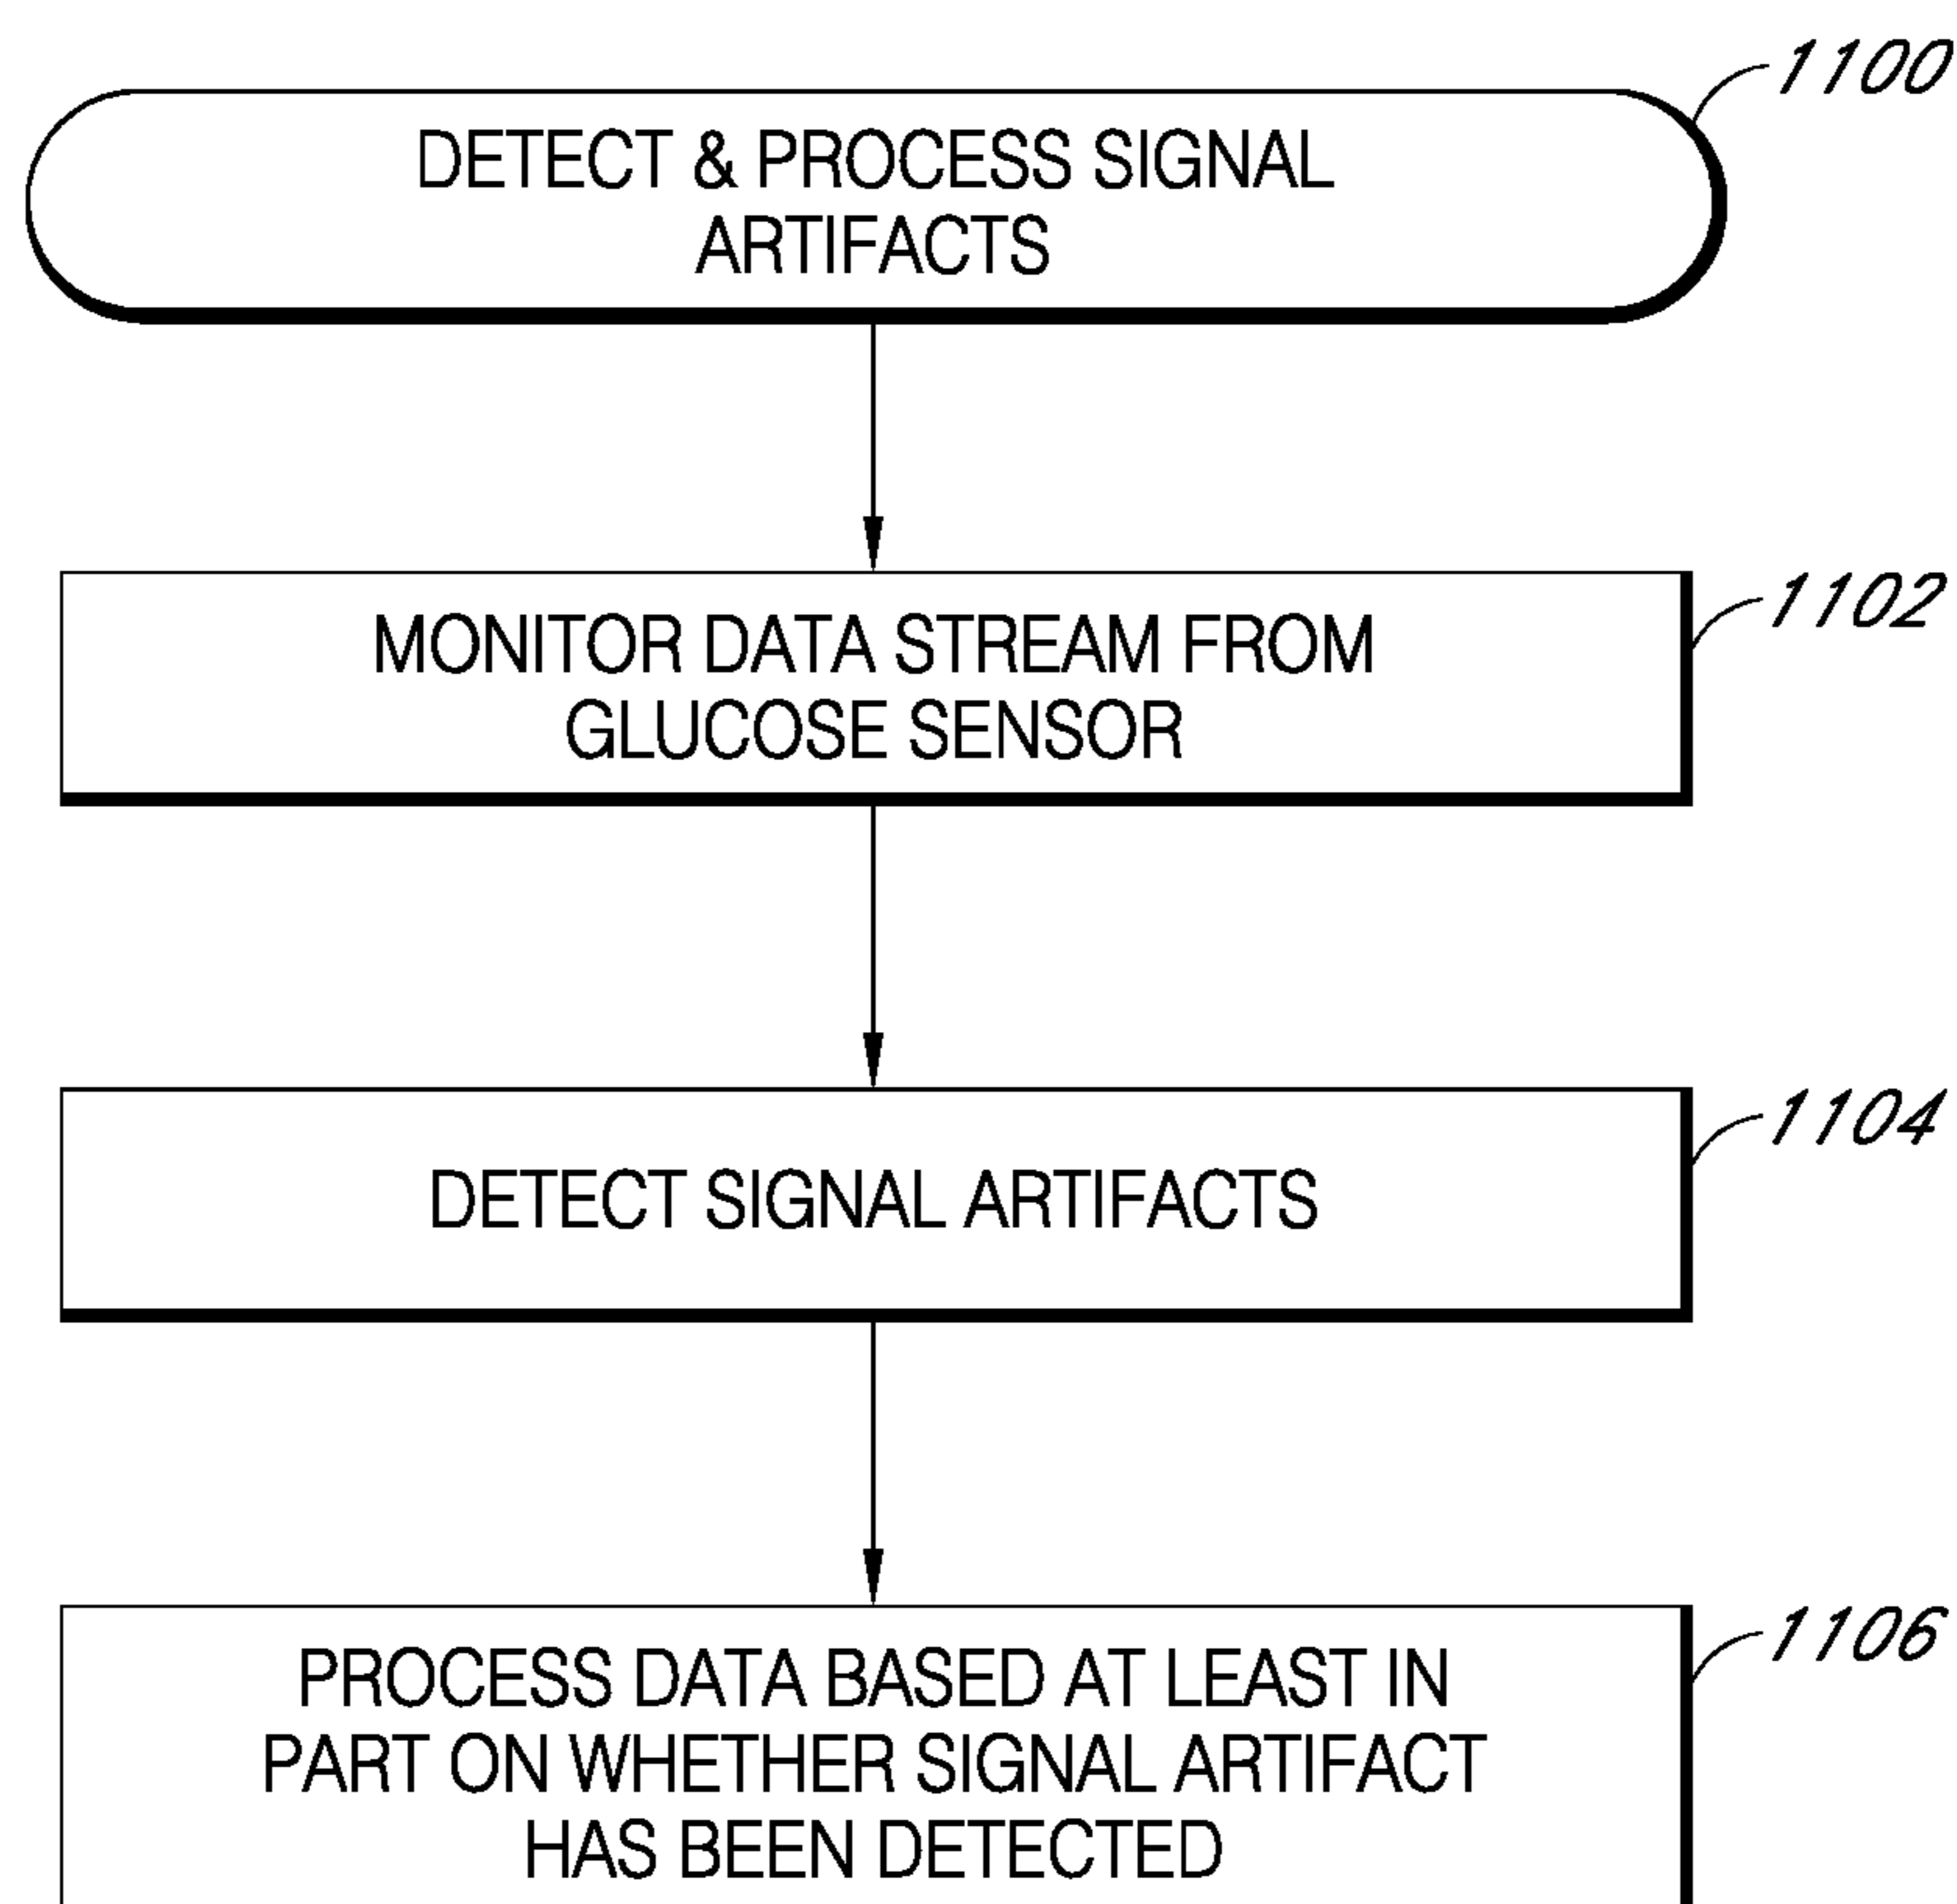 1100
DETECT & PROCESS SIGNAL
ARTIFACTS
1102
MONITOR DATA STREAM FROM
GLUCOSE SENSOR
1104
DETECT SIGNAL ARTIFACTS
1106
PROCESS DATA BASED AT LEAST IN
PART ON WHETHER SIGNAL ARTIFACT
HAS BEEN DETECTED